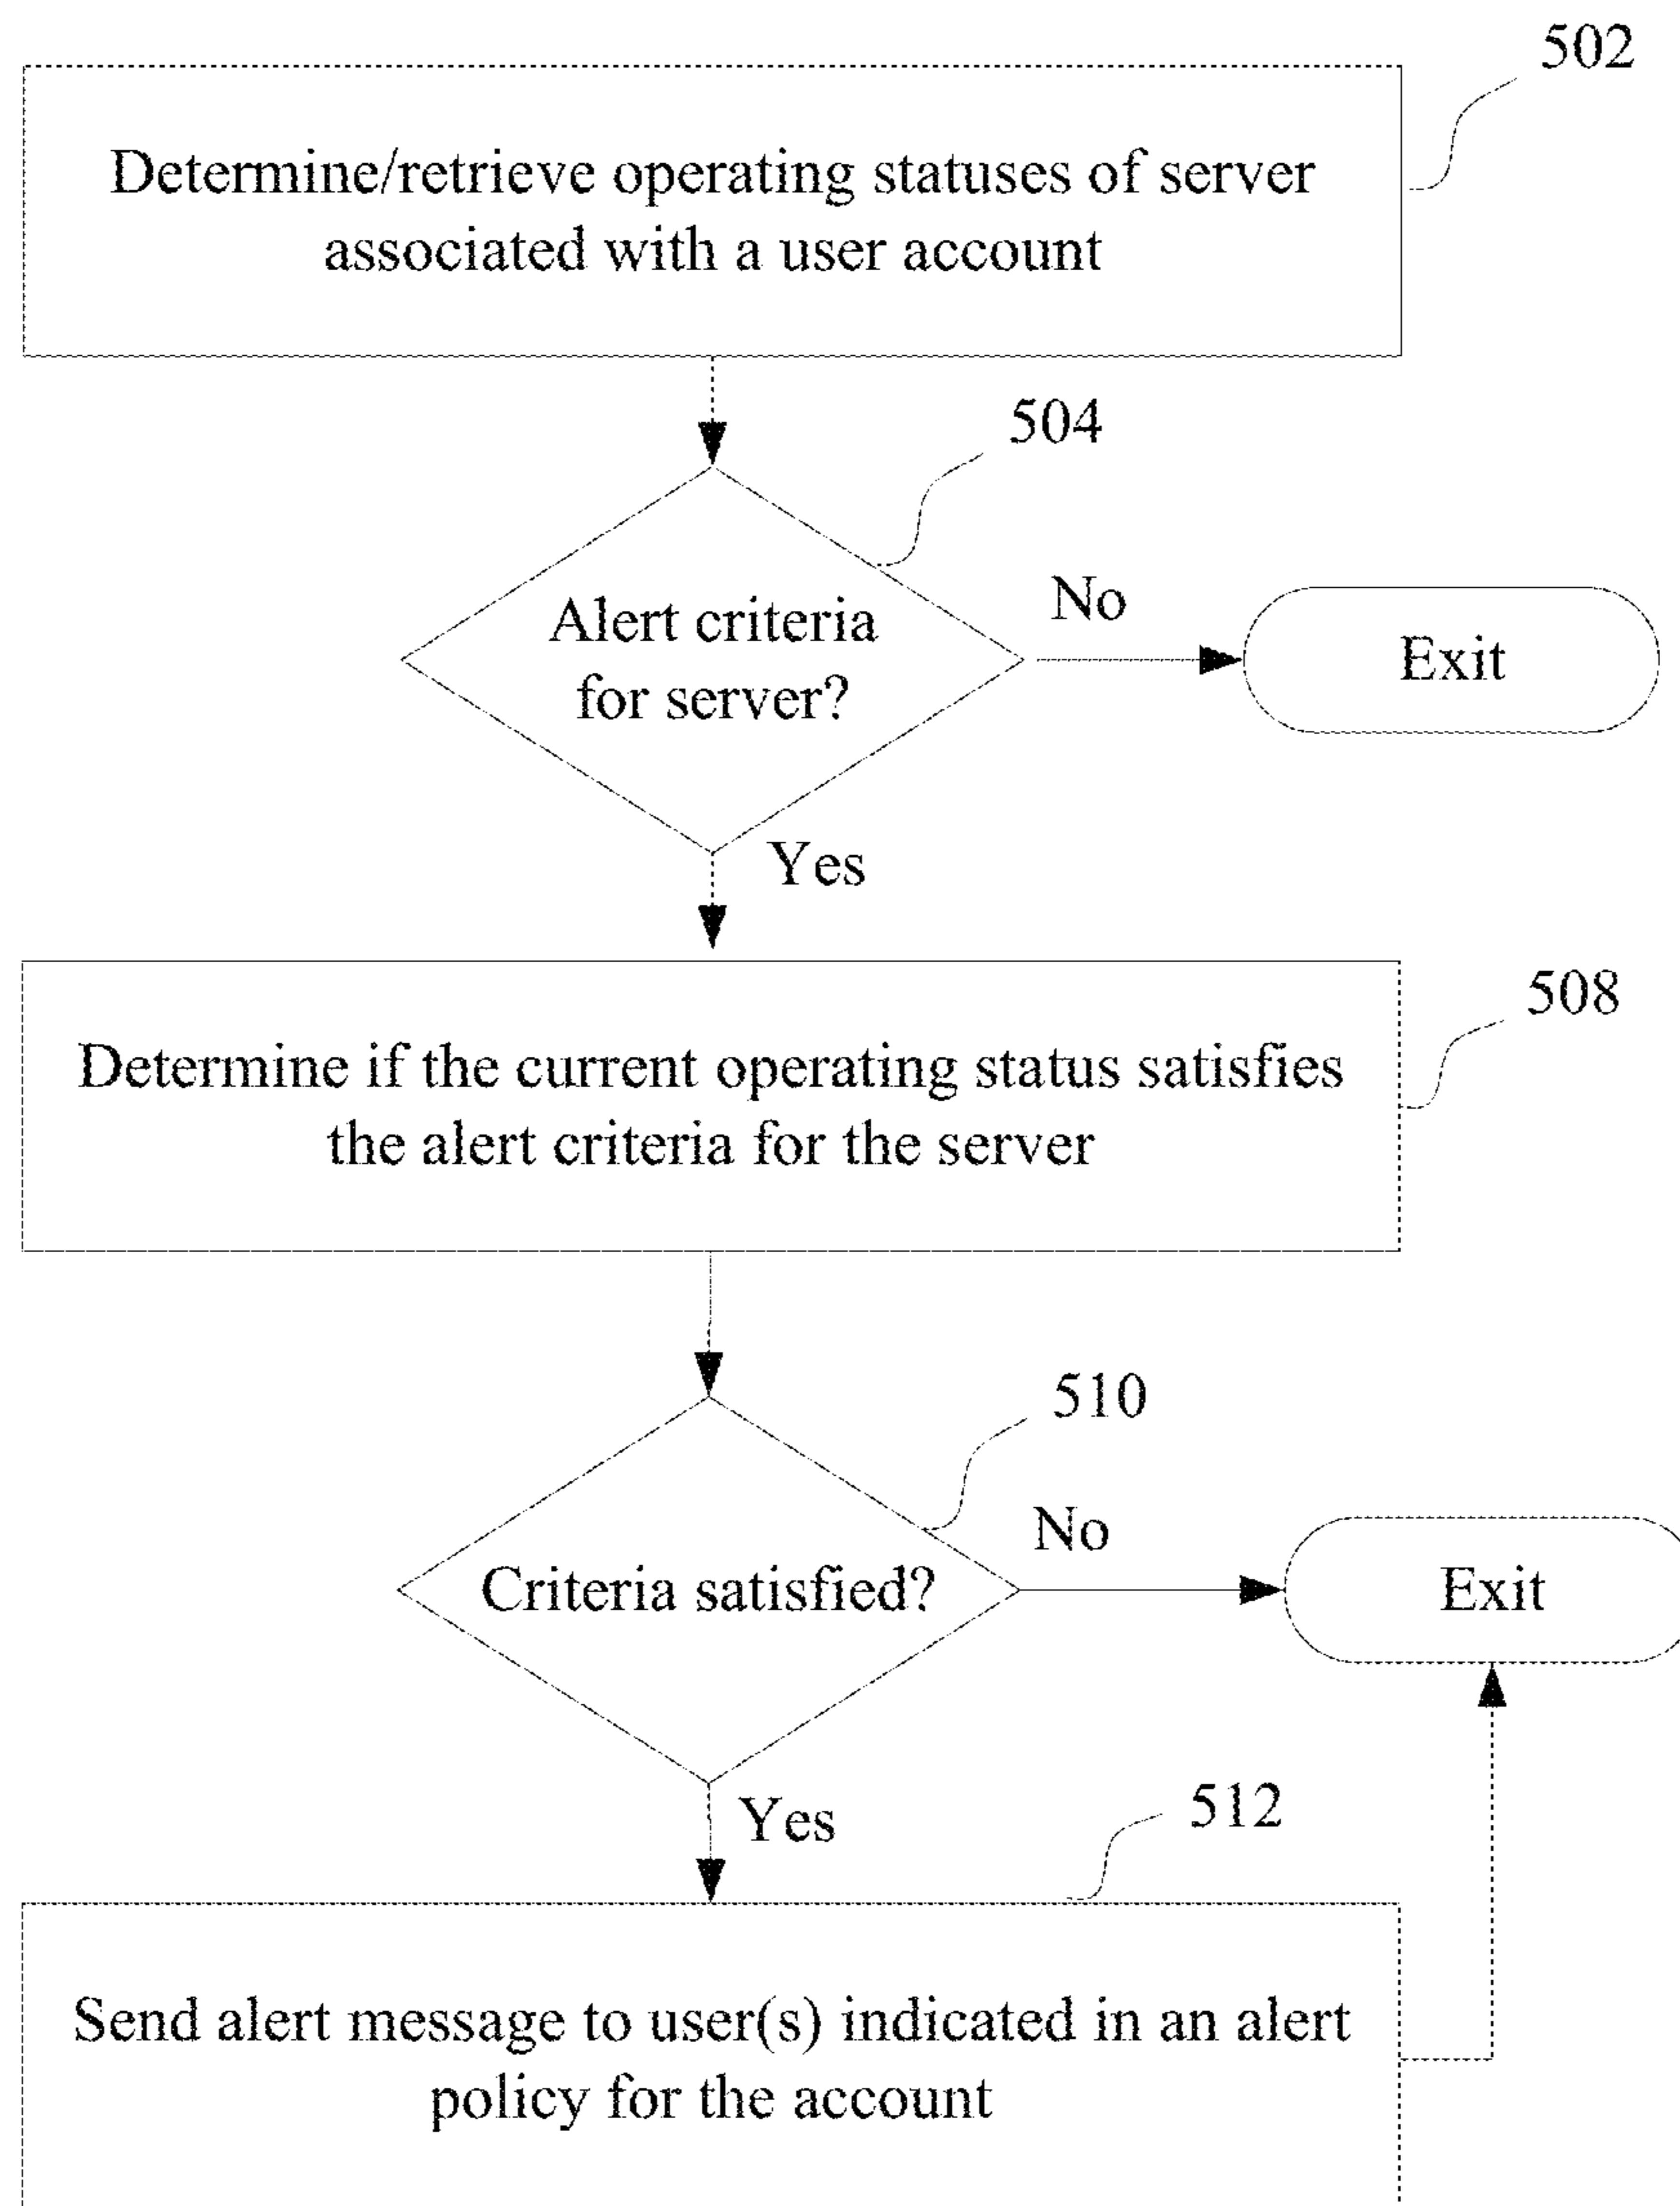 502
Determine/retrieve operating statuses of server
associated with a user account
504
Alert criteria
for server?
No
Exit
Yes
508
Determine if the current operating status satisfies
the alert criteria for the server
510
Criteria satisfied?
No
Exit
Yes
512
Send alert message to user(s) indicated in an alert
policy for the account